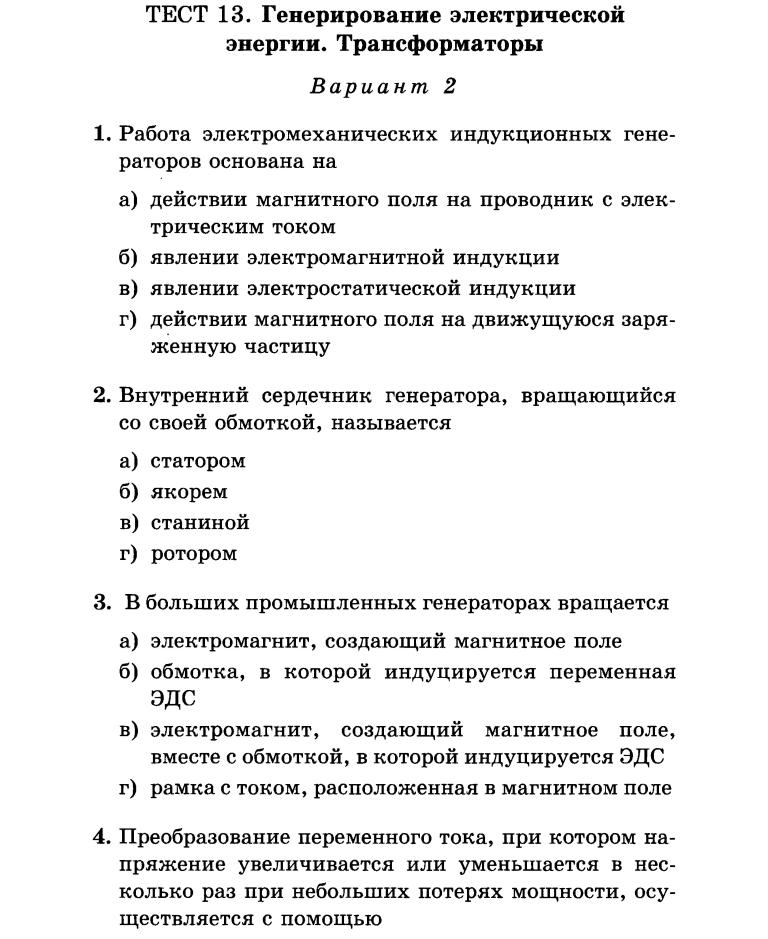 ТЕСТ 13. Генерирование электрической
энергии. Трансформаторы
Вариант 2
1. Работа электромеханических индукционных гене-
раторов основана на
а) действии магнитного поля на проводник с элек-
трическим током
б) явлении электромагнитной индукции
в) явлении электростатической индукции
г) действии магнитного поля на движущуюся заря-
женную частицу
2. Внутренний сердечник генератора, вращающийся
со своей обмоткой, называется
а) статором
б) якорем
в) станиной
г) ротором
3. В больших промышленных генераторах вращается
а) электромагнит, создающий магнитное поле
б) обмотка, в которой индуцируется переменная
ЭДС
в) электромагнит, создающий магнитное поле,
вместе с обмоткой, в которой индуцируется ЭДС
г) рамка с током, расположенная в магнитном поле
4. Преобразование переменного тока, при котором на-
пряжение увеличивается или уменьшается в нес-
колько раз при небольших потерях мощности, осу-
ществляется с помощью